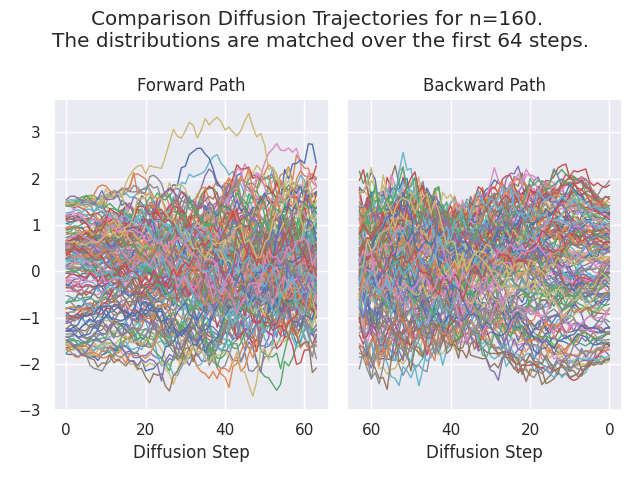 Comparison Diffusion Trajectories for n=160.
The distributions are matched over the first 64 steps.
Forward Path
Backward Path
3
2
1
0
−1
−2
−3
0 20 40 60
60 40 20 0
Diffusion Step
Diffusion Step